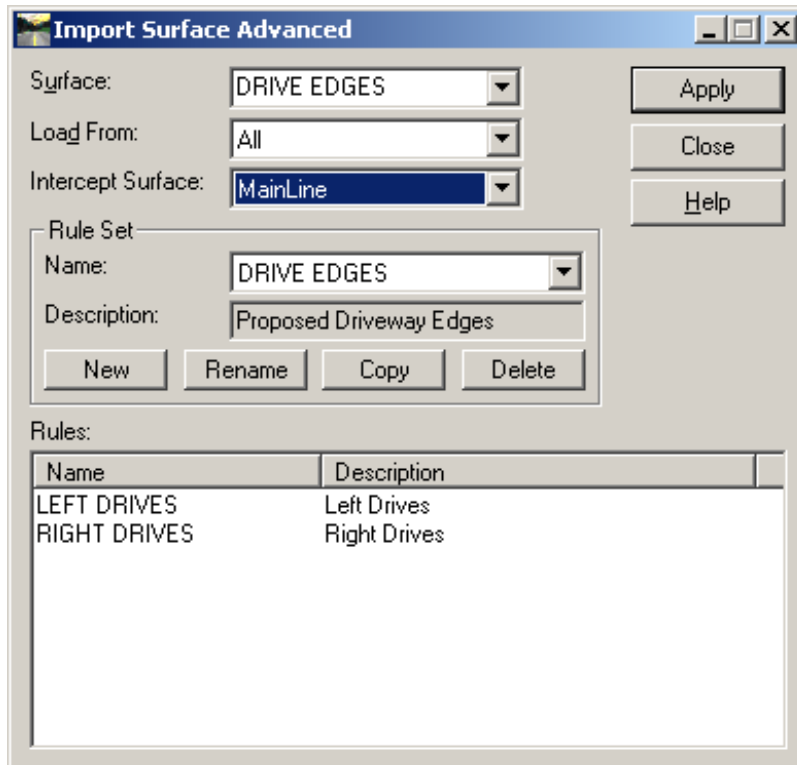 Import Surface Advanced
Surface: DRIVE EDGES
Apply
Load From: All
Close
Intercept Surface: MainLine
Help
Rule Set
Name: DRIVE EDGES
Description: Proposed Driveway Edges
New Rename Copy Delete
Rules:
Name Description
LEFT DRIVES Left Drives
RIGHT DRIVES Right Drives